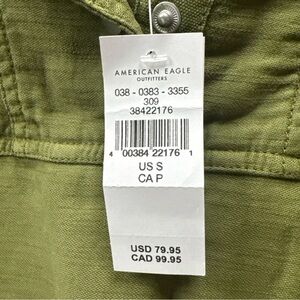 AMERICAN EAGLE
OUTFITTERS
038 - 0383 - 3355
309
38422176
4 00384 22176 1
US S
CA P
USD 79.95
CAD 99.95